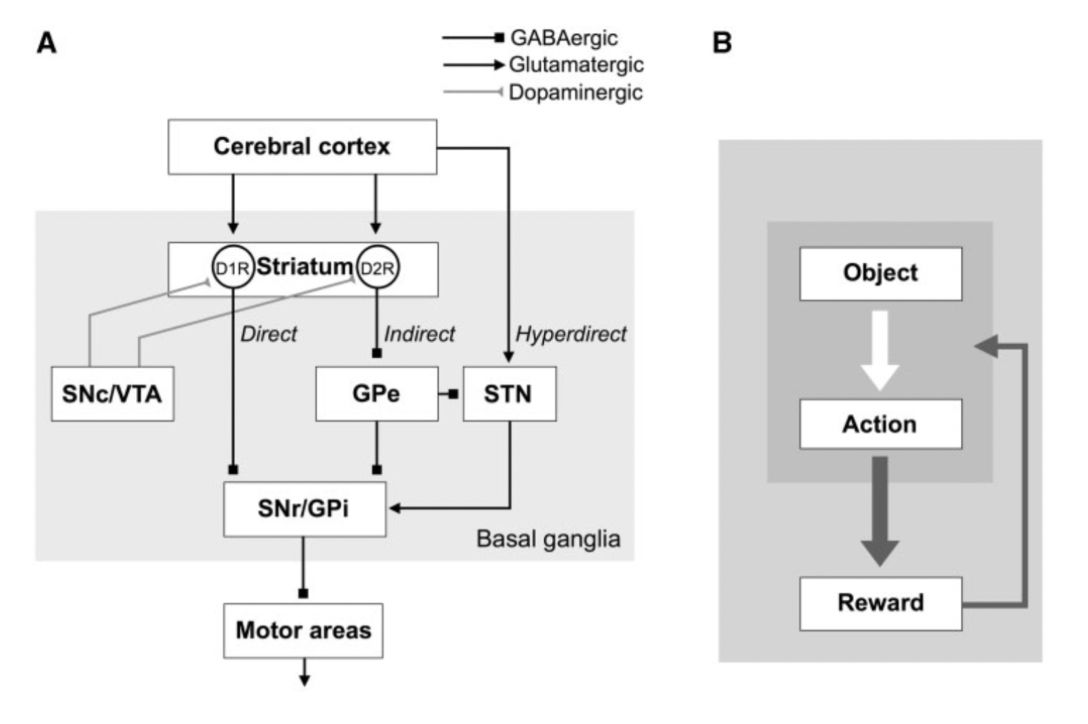 A
GABAergic
Glutamatergic
Dopaminergic
Cerebral cortex
D1R Striatum D2R
Direct
Indirect
Hyperdirect
SNc/VTA
GPe
STN
SNr/GPi
Basal ganglia
Motor areas
B
Object
Action
Reward